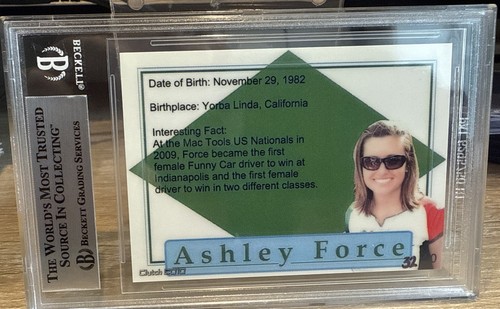 BECKETT
B
THE WORLD'S MOST TRUSTED
SOURCE IN COLLECTING™
BECKETT GRADING SERVICES
B
Date of Birth: November 29, 1982
Birthplace: Yorba Linda, California
Interesting Fact:
At the Mac Tools US Nationals in
2009, Force became the first
female Funny Car driver to win at
Indianapolis and the first female
driver to win in two different classes.
Ashley Force
32
Clutch